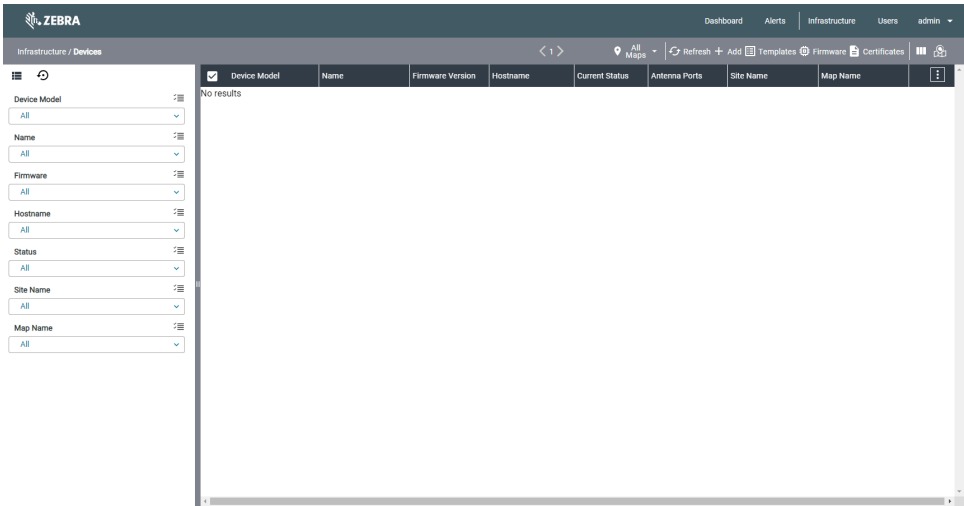 ZEBRA
Dashboard Alerts Infrastructure Users admin
Infrastructure / Devices
1
All Maps
Refresh Add Templates Firmware Certificates
Device Model Name Firmware Version Hostname Current Status Antenna Ports Site Name Map Name
No results
Device Model
All
Name
All
Firmware
All
Hostname
All
Status
All
Site Name
All
Map Name
All